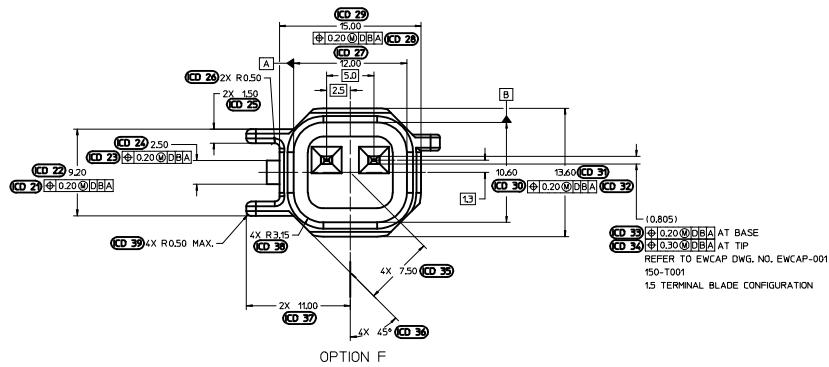 ICD 29
15.00
⌖ 0.20 Ⓜ D B A ICD 28
ICD 27
A 12.00
5.0
2.5
B
ICD 26 2X R0.50
2X 1.50
ICD 25
ICD 24 2.50
ICD 23 ⌖ 0.20 Ⓜ D B A
ICD 22 9.20
ICD 21 ⌖ 0.20 Ⓜ D B A
10.60 13.60 ICD 31
ICD 30 ⌖ 0.20 Ⓜ D B A ICD 32
1.3
(0.805)
ICD 33 ⌖ 0.20 Ⓜ D B A AT BASE
ICD 34 ⌖ 0.30 Ⓜ D B A AT TIP
REFER TO EWCAP DWG. NO. EWCAP-001
150-T001
1.5 TERMINAL BLADE CONFIGURATION
ICD 39 4X R0.50 MAX.
4X R3.15
ICD 38
4X 7.50 ICD 35
2X 11.00
ICD 37
4X 45° ICD 36
OPTION F